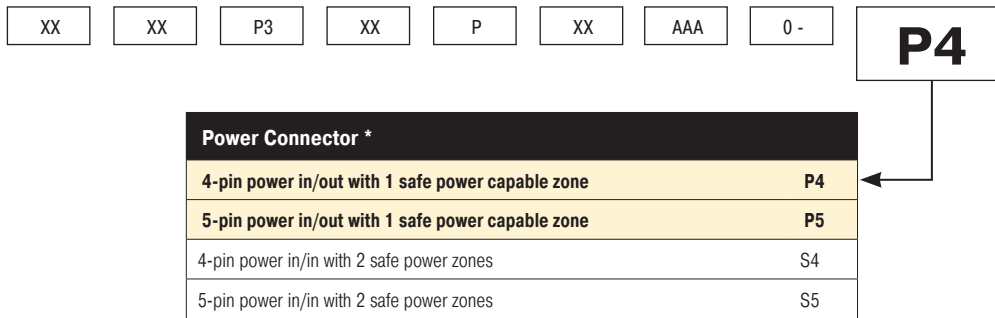 XX XX P3 XX P XX AAA 0 - P4
Power Connector *
4-pin power in/out with 1 safe power capable zone P4
5-pin power in/out with 1 safe power capable zone P5
4-pin power in/in with 2 safe power zones S4
5-pin power in/in with 2 safe power zones S5